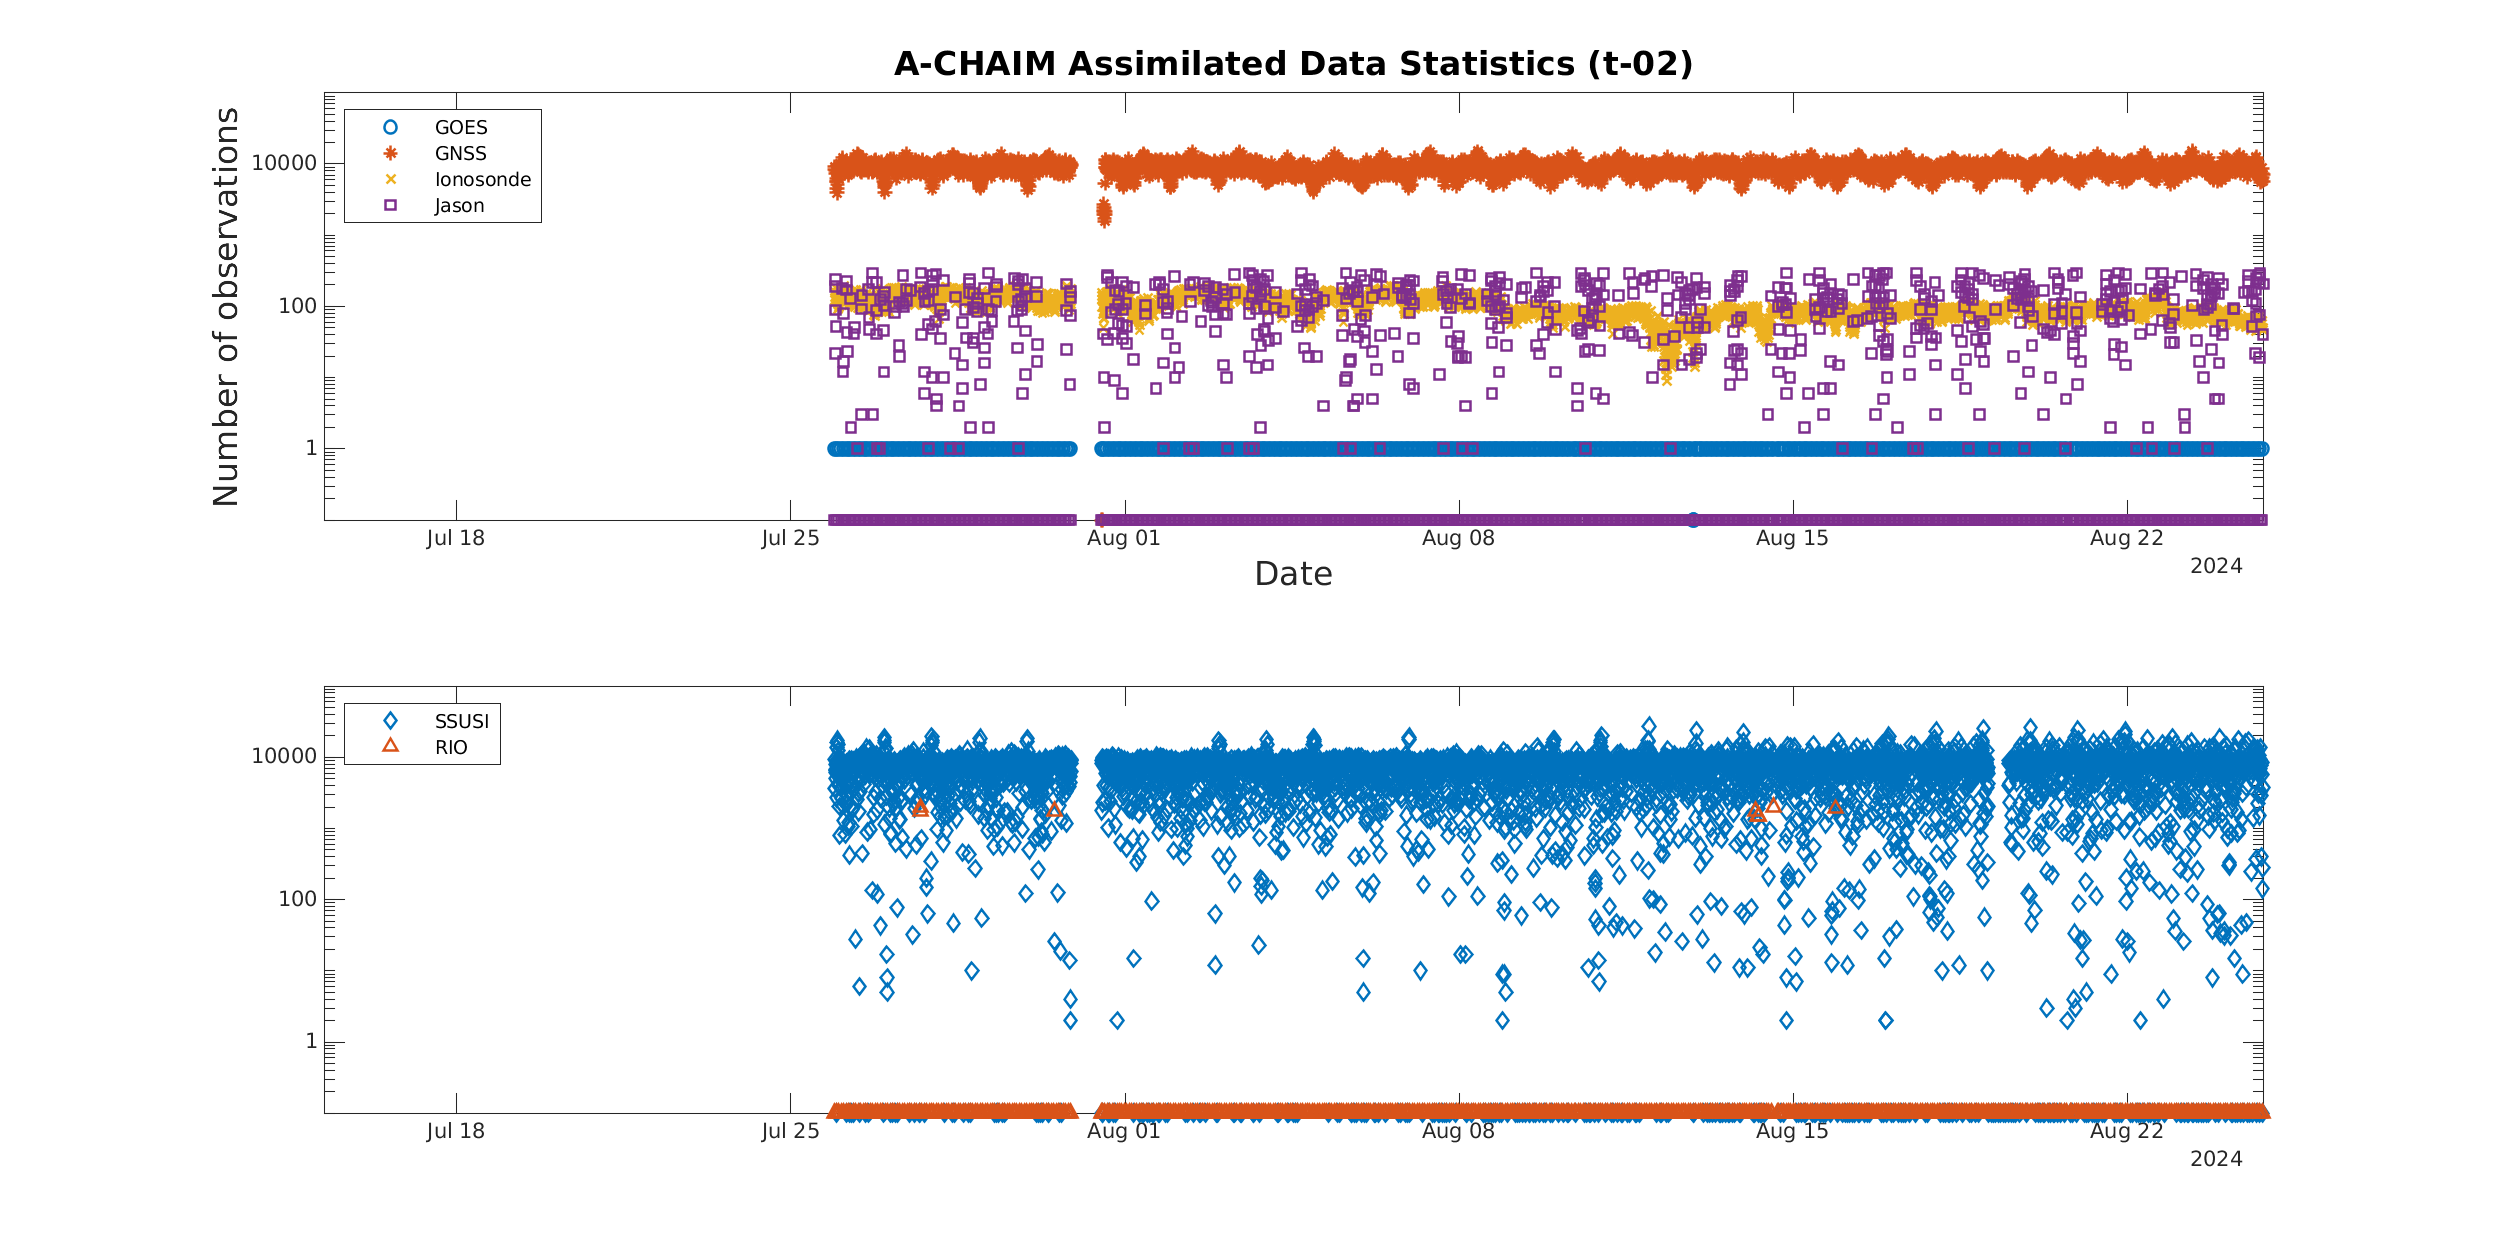 A-CHAIM Assimilated Data Statistics (t-02)
Number of observations
10000
100
1
GOES
GNSS
Ionosonde
Jason
Jul 18
Jul 25
Aug 01
Aug 08
Aug 15
Aug 22
2024
Date
10000
100
1
SSUSI
RIO
Jul 18
Jul 25
Aug 01
Aug 08
Aug 15
Aug 22
2024